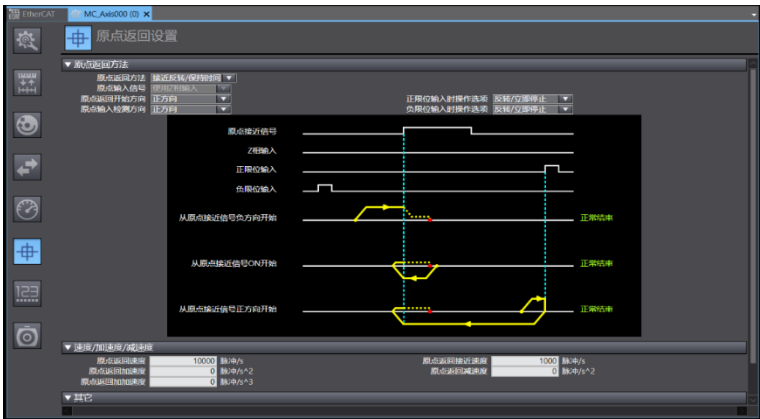 EtherCAT MC_Axis000 (0) ×
原点返回设置
▼ 原点返回方法
原点返回方法 接近反转/保持时间 ▼
原点输入信号 使用Z相输入 ▼
原点返回开始方向 正方向 ▼ 正限位输入时操作选项 反转/立即停止 ▼
原点输入检测方向 正方向 ▼ 负限位输入时操作选项 反转/立即停止 ▼
原点接近信号
Z相输入
正限位输入
负限位输入
从原点接近信号负方向开始 正常结束
从原点接近信号ON开始 正常结束
从原点接近信号正方向开始 正常结束
123
▼ 速度/加速度/减速度
原点返回速度 10000 脉冲/s 原点返回接近速度 1000 脉冲/s
原点返回加速度 0 脉冲/s^2 原点返回减速度 0 脉冲/s^2
原点返回加加速度 0 脉冲/s^3
▼ 其它